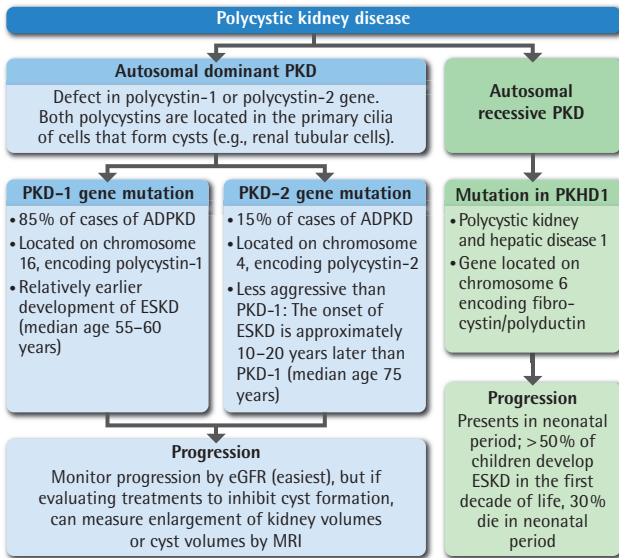 Polycystic kidney disease
Autosomal dominant PKD
Defect in polycystin-1 or polycystin-2 gene.
Both polycystins are located in the primary cilia
of cells that form cysts (e.g., renal tubular cells).
Autosomal
recessive PKD
PKD-1 gene mutation
• 85% of cases of ADPKD
• Located on chromosome
16, encoding polycystin-1
• Relatively earlier
development of ESKD
(median age 55–60
years)
PKD-2 gene mutation
• 15% of cases of ADPKD
• Located on chromosome
4, encoding polycystin-2
• Less aggressive than
PKD-1: The onset of
ESKD is approximately
10–20 years later than
PKD-1 (median age 75
years)
Mutation in PKHD1
• Polycystic kidney
and hepatic disease 1
• Gene located on
chromosome 6
encoding fibro-
cystin/polyductin
Progression
Monitor progression by eGFR (easiest), but if
evaluating treatments to inhibit cyst formation,
can measure enlargement of kidney volumes
or cyst volumes by MRI
Progression
Presents in neonatal
period; >50% of
children develop
ESKD in the first
decade of life, 30%
die in neonatal
period